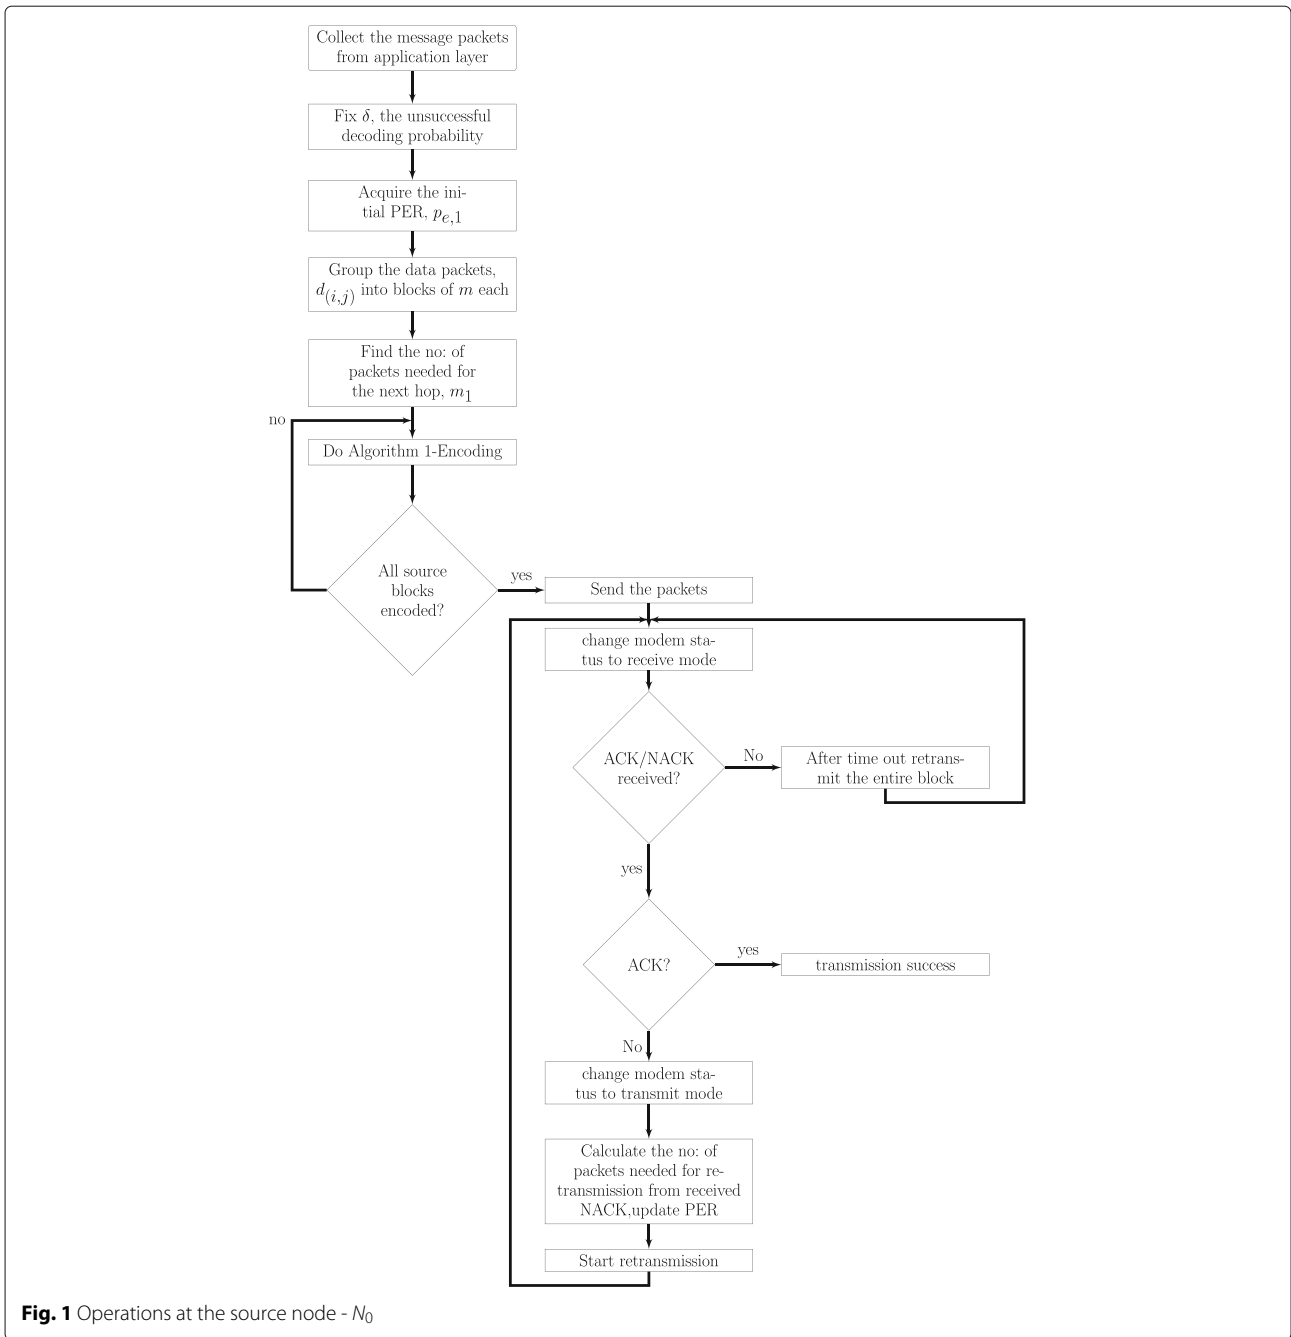 Collect the message packets
from application layer
Fix δ, the unsuccessful
decoding probability
Acquire the ini-
tial PER, p_{e,1}
Group the data packets,
d_{(i,j)} into blocks of m each
Find the no: of
packets needed for
the next hop, m_1
no
Do Algorithm 1-Encoding
All source
blocks
encoded?
yes
Send the packets
change modem sta-
tus to receive mode
ACK/NACK
received?
No
After time out retrans-
mit the entire block
yes
ACK?
yes
transmission success
No
change modem sta-
tus to transmit mode
Calculate the no: of
packets needed for re-
transmission from received
NACK,update PER
Start retransmission
Fig. 1 Operations at the source node - N_0